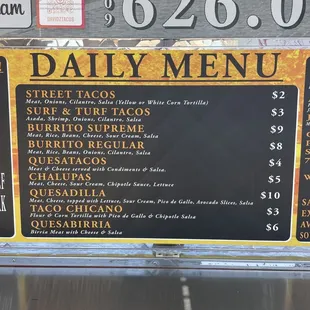 am
09
626.0
DAILY MENU
STREET TACOS $2
Meat, Onions, Cilantro, Salsa (Yellow or White Corn Tortilla)
SURF & TURF TACOS $3
Asada, Shrimp, Onions, Cilantro, Salsa
BURRITO SUPREME $9
Meat, Rice, Beans, Cheese, Sour Cream, Salsa
BURRITO REGULAR $8
Meat, Rice, Beans, Onions, Cilantro, Salsa
QUESATACOS $4
Meat & Cheese served with Condiments & Salsa.
CHALUPAS $5
Meat, Cheese, Sour Cream, Chipotle Sauce, Lettuce
QUESADILLA $10
Meat, Cheese, topped with Lettuce, Sour Cream, Pico de Gallo, Avocado Slices, Salsa
TACO CHICANO $3
Flour & Corn Tortilla with Pico de Gallo & Chipotle Salsa
QUESABIRRIA $6
Birria Meat with Cheese & Salsa